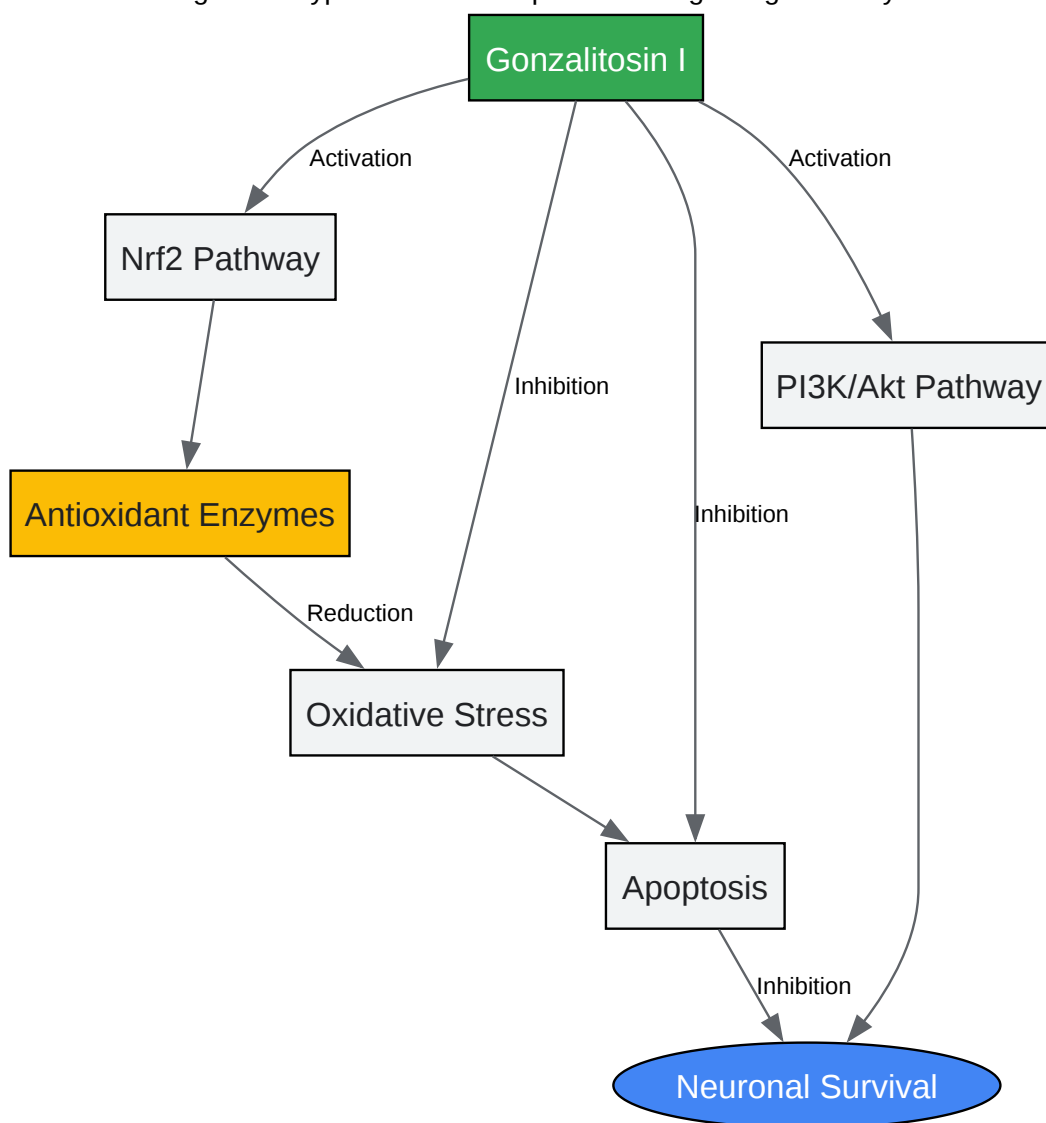 Gonzalitosin I
Activation
Activation
Nrf2 Pathway
Inhibition
PI3K/Akt Pathway
Antioxidant Enzymes
Inhibition
Reduction
Oxidative Stress
Apoptosis
Inhibition
Neuronal Survival